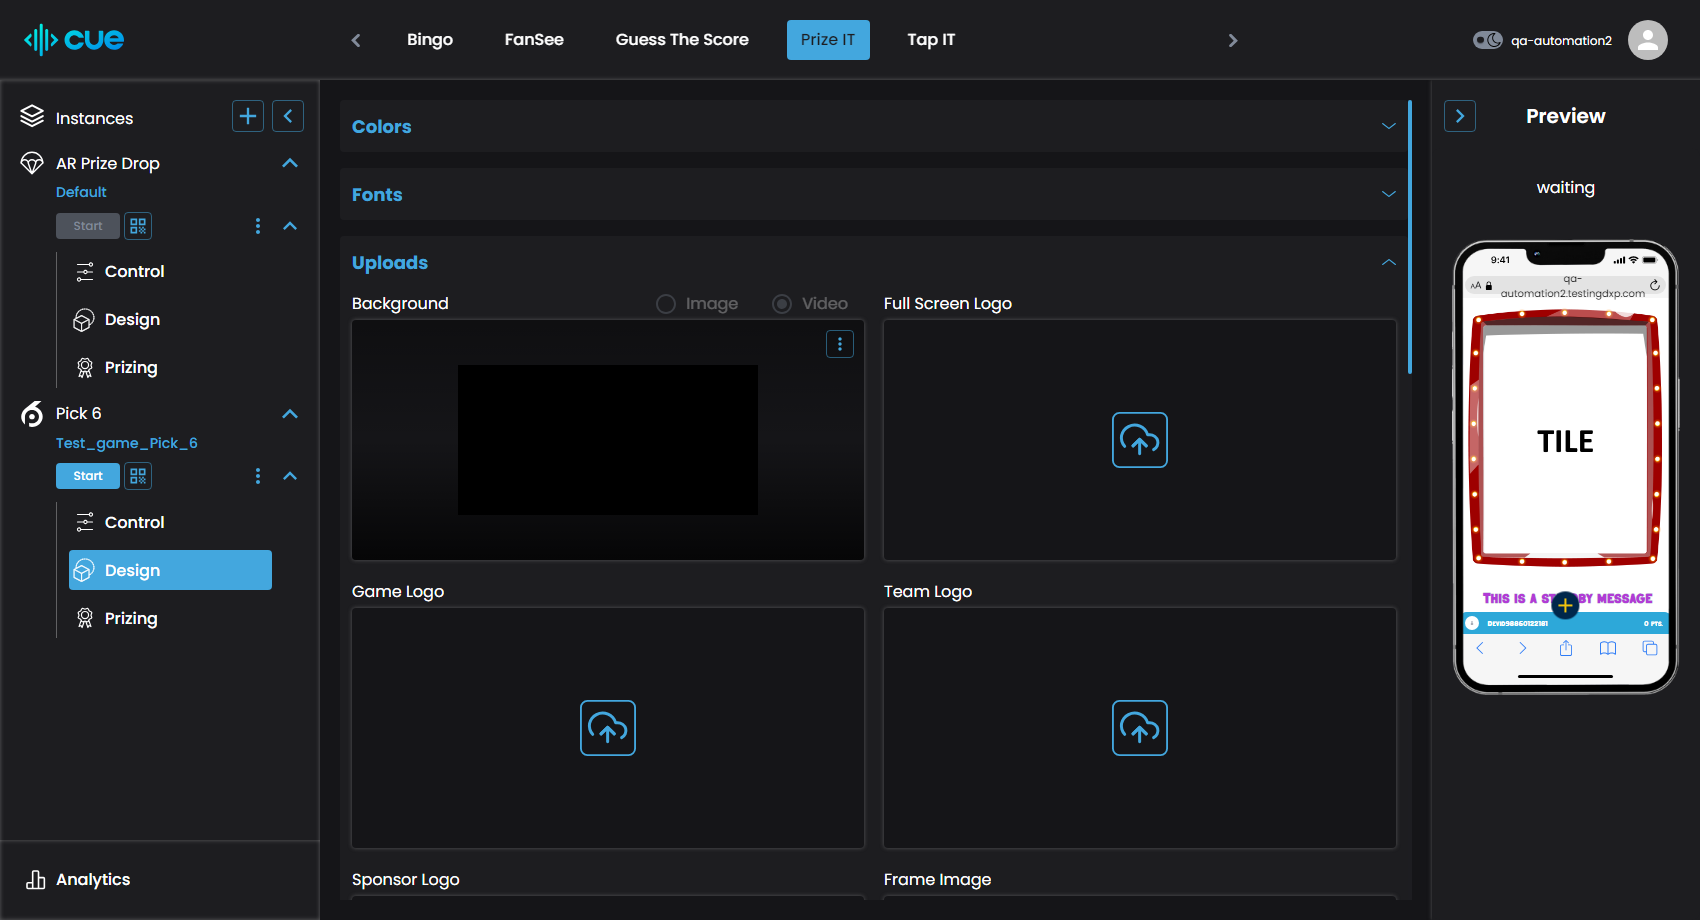 cue
Bingo
FanSee
Guess The Score
Prize IT
Tap IT
qa-automation2
Instances
AR Prize Drop
Default
Start
Control
Design
Prizing
Pick 6
Test_game_Pick_6
Start
Control
Design
Prizing
Analytics
Colors
Fonts
Uploads
Background
Image
Video
Full Screen Logo
Game Logo
Team Logo
Sponsor Logo
Frame Image
Preview
waiting
9:41
AA
qa-
automation2.testingdxp.com
TILE
THIS IS A BY MESSAGE
0 PTS.